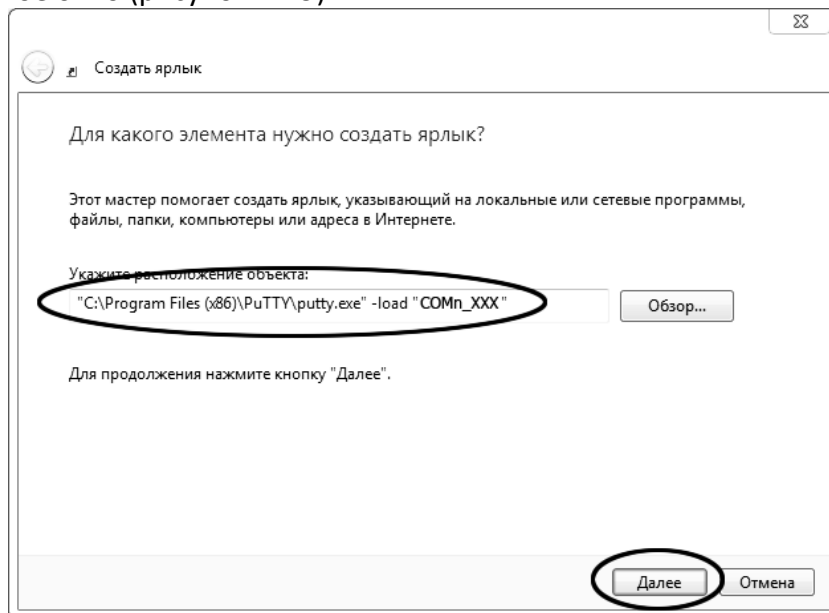 Создать ярлык
Для какого элемента нужно создать ярлык?
Этот мастер помогает создать ярлык, указывающий на локальные или сетевые программы,
файлы, папки, компьютеры или адреса в Интернете.
Укажите расположение объекта:
"C:\Program Files (x86)\PuTTY\putty.exe" -load "COMn_XXX"
Обзор...
Для продолжения нажмите кнопку "Далее".
Далее
Отмена